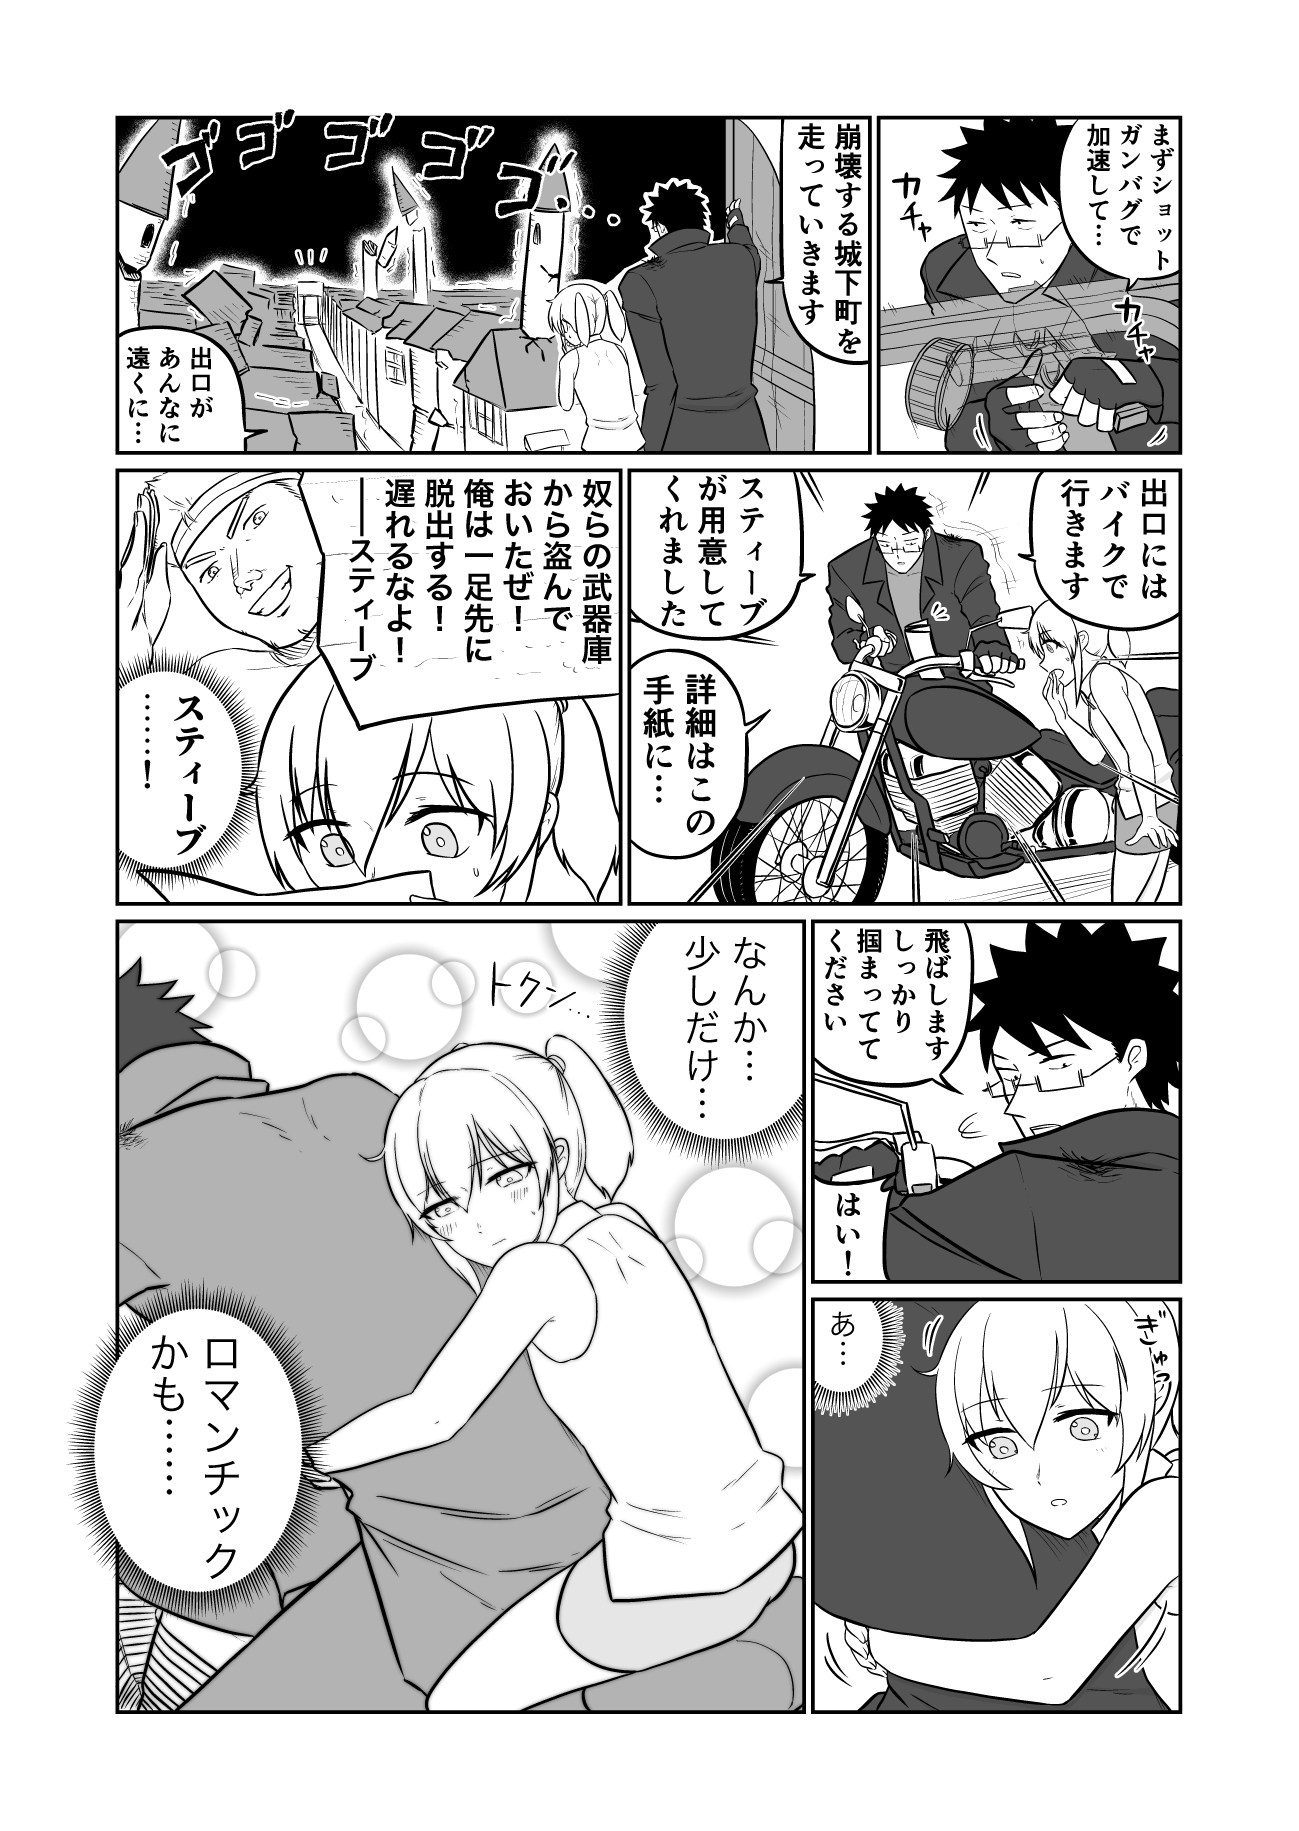 まずショット
ガンバグで
加速して…
カチャ
カチャ
崩壊する城下町を
走っていきます
ゴゴゴゴゴ…
出口が
あんなに
遠くに…
出口には
バイクで
行きます
スティーブ
が用意して
くれました
詳細はこの
手紙に…
奴らの武器庫
から盗んで
おいたぜ！
俺は一足先に
脱出する！
遅れるなよ！
――スティーブ
スティーブ
………！
飛ばします
しっかり
掴まってて
ください
はい！
ぎゅっ
あ…
なんか…
少しだけ…
トクン…
ロマンチック
かも……